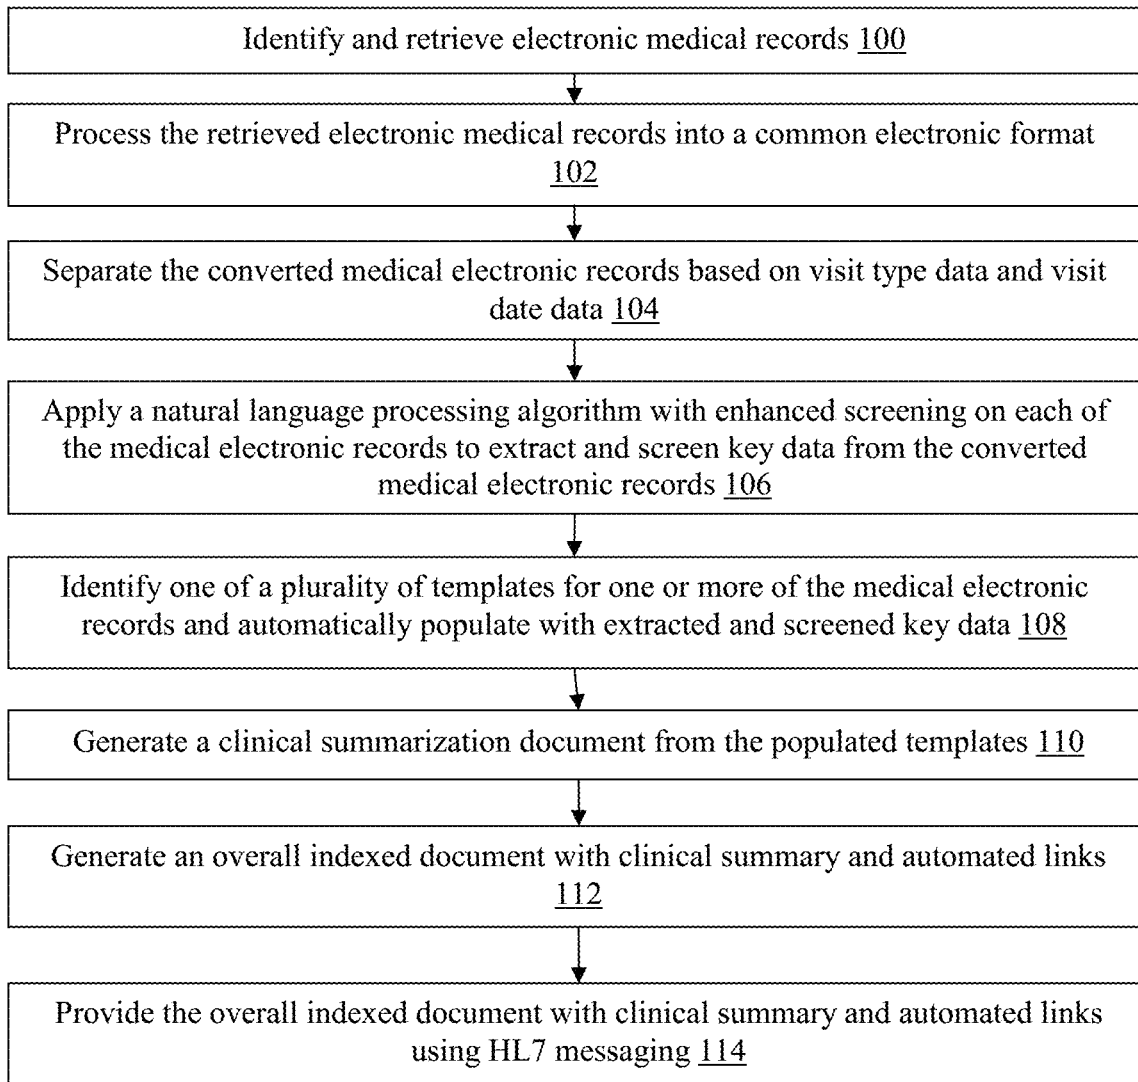 Identify and retrieve electronic medical records 100
Process the retrieved electronic medical records into a common electronic format
102
Separate the converted medical electronic records based on visit type data and visit
date data 104
Apply a natural language processing algorithm with enhanced screening on each of
the medical electronic records to extract and screen key data from the converted
medical electronic records 106
Identify one of a plurality of templates for one or more of the medical electronic
records and automatically populate with extracted and screened key data 108
Generate a clinical summarization document from the populated templates 110
Generate an overall indexed document with clinical summary and automated links
112
Provide the overall indexed document with clinical summary and automated links
using HL7 messaging 114